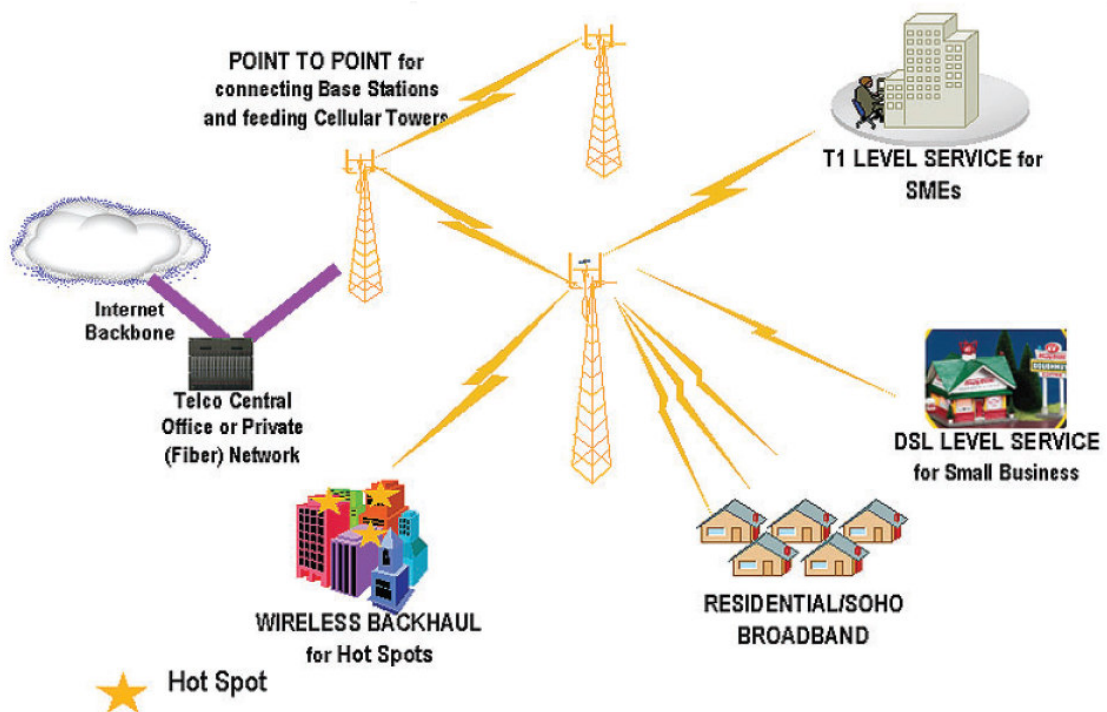 POINT TO POINT for
connecting Base Stations
and feeding Cellular Towers
T1 LEVEL SERVICE for
SMEs
Internet
Backbone
Telco Central
Office or Private
(Fiber) Network
DSL LEVEL SERVICE
for Small Business
WIRELESS BACKHAUL
for Hot Spots
RESIDENTIAL/SOHO
BROADBAND
Hot Spot